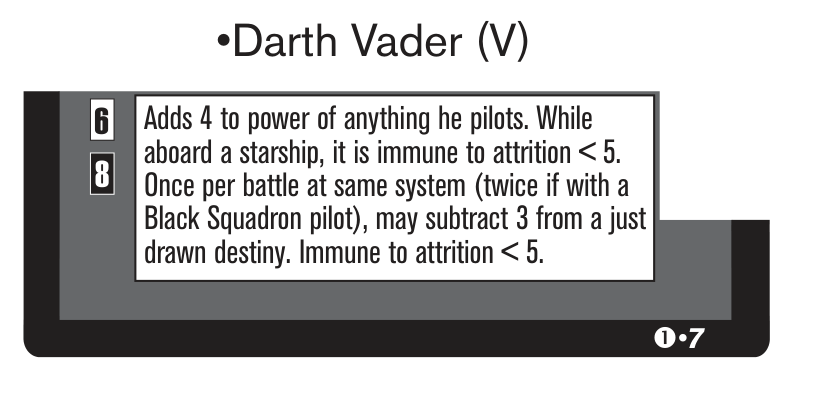 •Darth Vader (V)
6
8
Adds 4 to power of anything he pilots. While
aboard a starship, it is immune to attrition < 5.
Once per battle at same system (twice if with a
Black Squadron pilot), may subtract 3 from a just
drawn destiny. Immune to attrition < 5.
❶•7